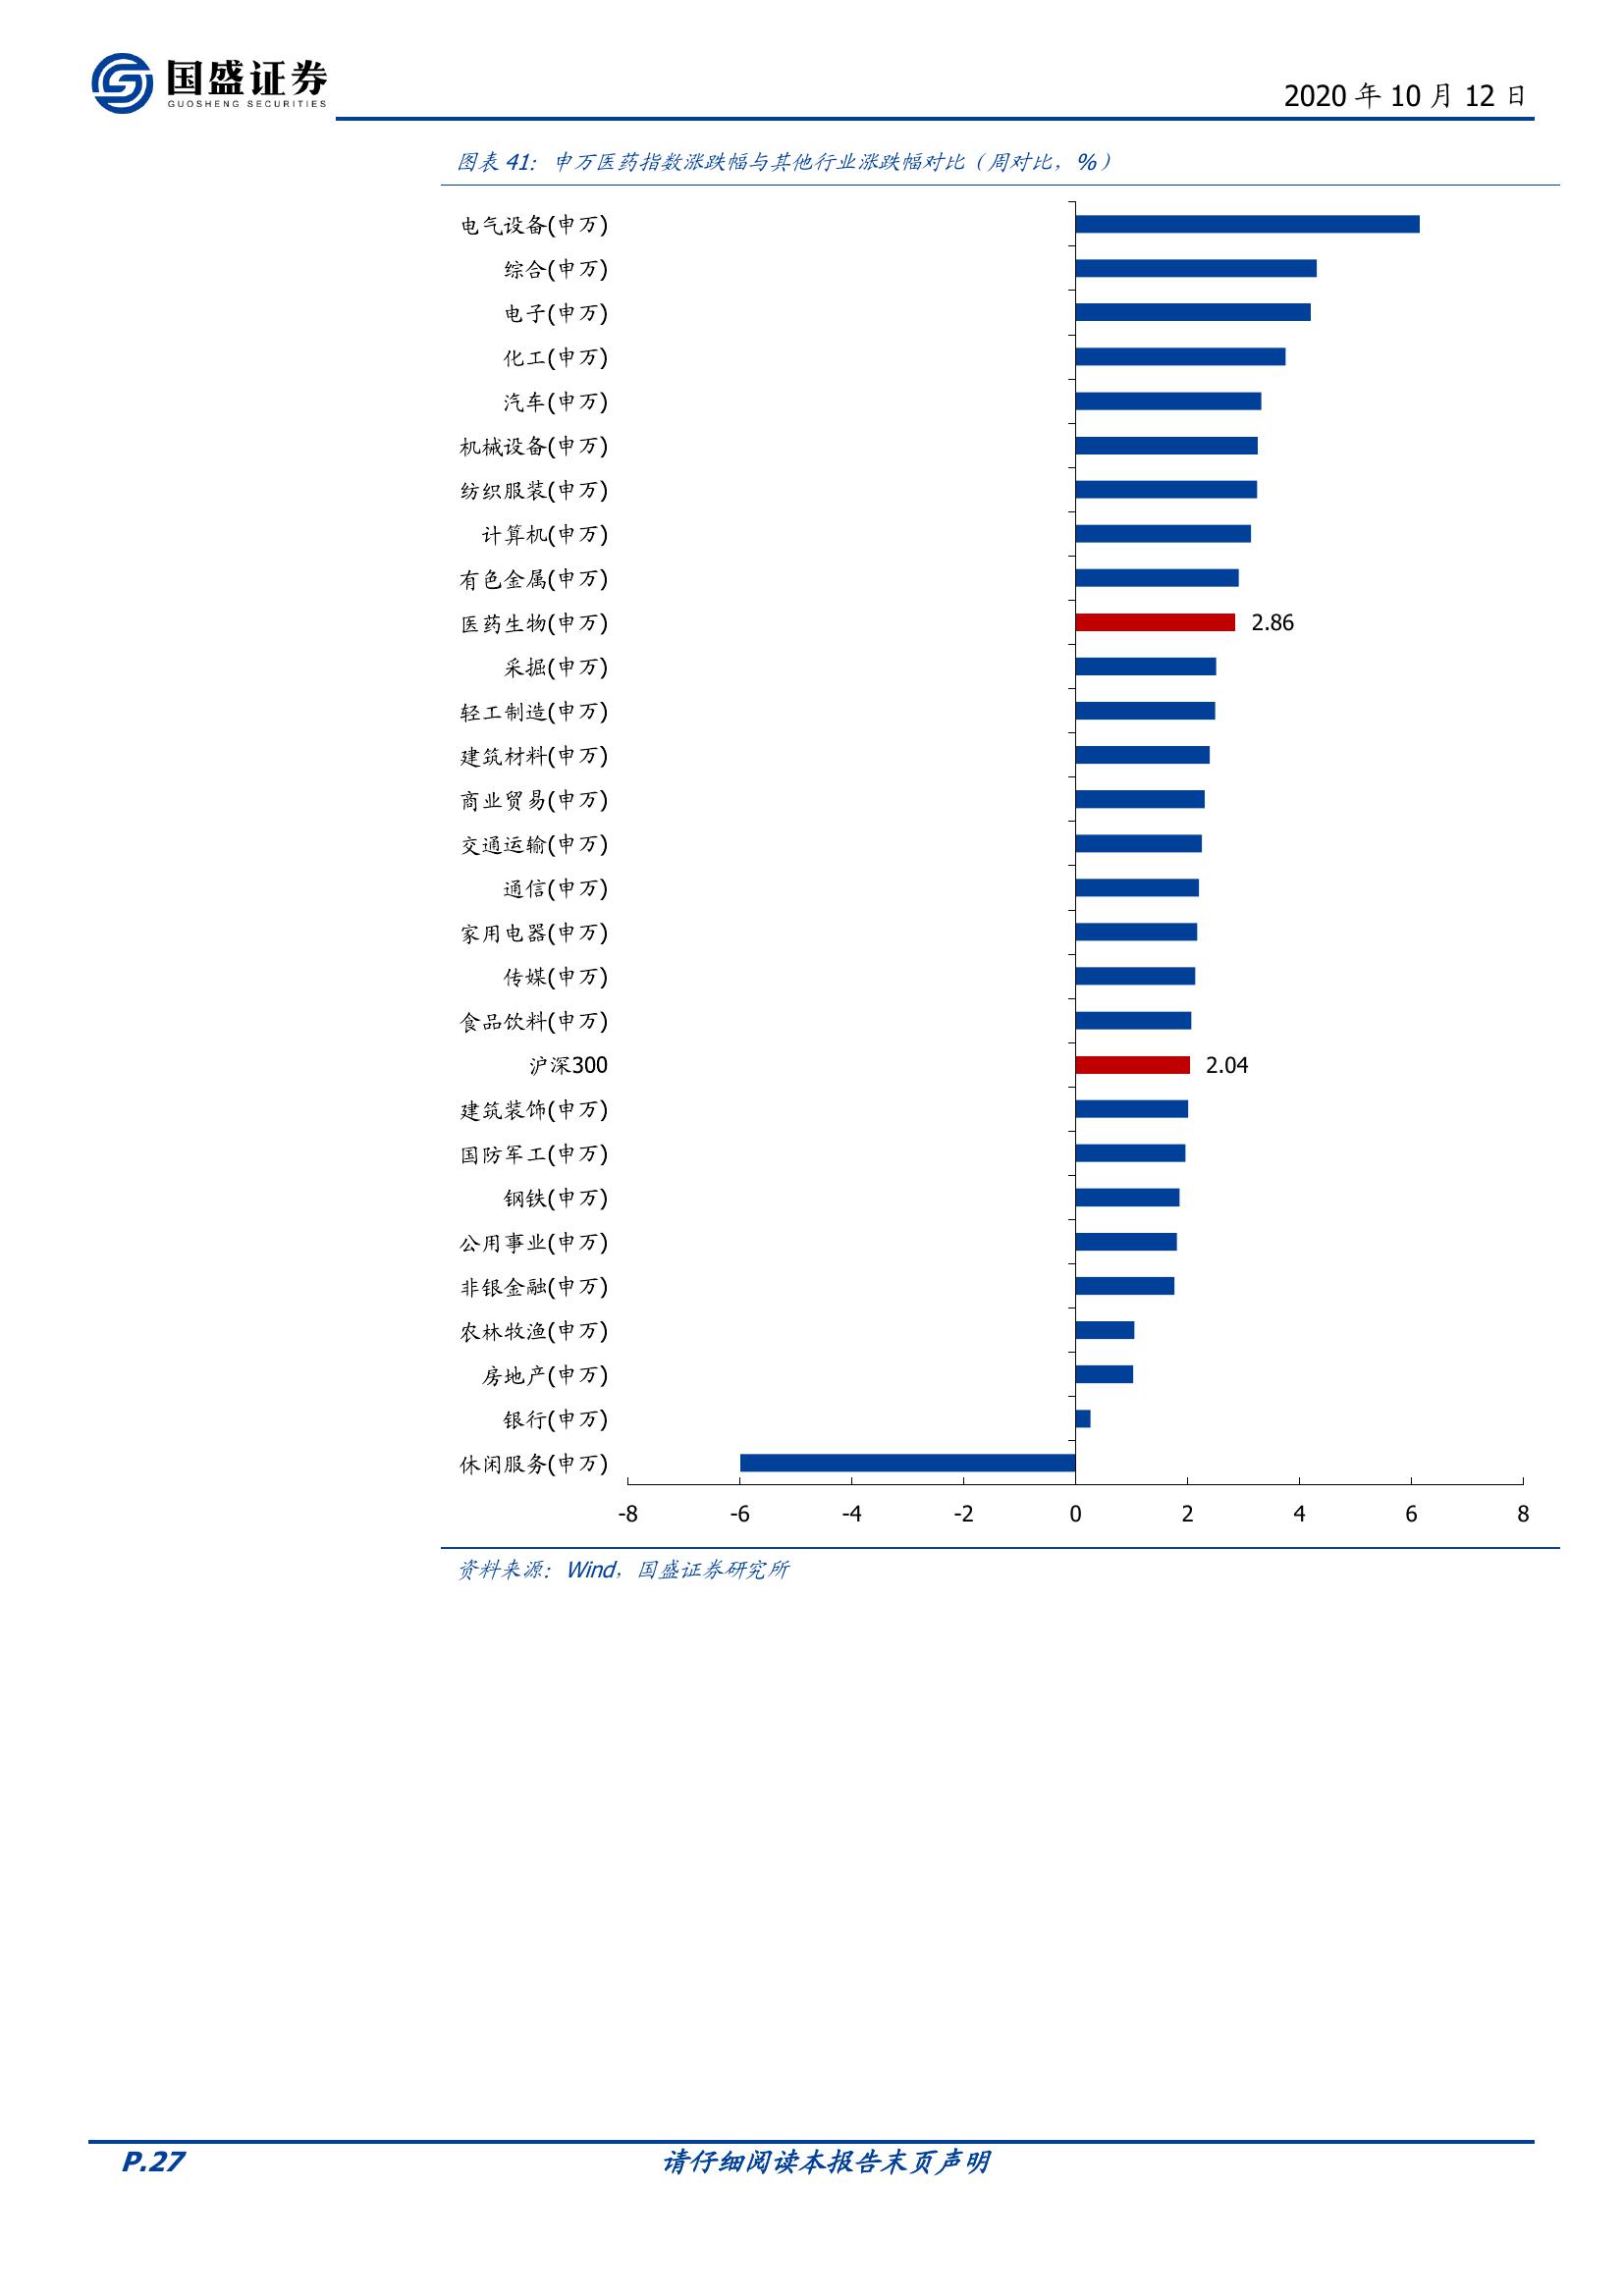 国盛证券
GUOSHENG SECURITIES
2020 年 10 月 12 日
图表 41：申万医药指数涨跌幅与其他行业涨跌幅对比（周对比，%）
电气设备(申万)
综合(申万)
电子(申万)
化工(申万)
汽车(申万)
机械设备(申万)
纺织服装(申万)
计算机(申万)
有色金属(申万)
医药生物(申万) 2.86
采掘(申万)
轻工制造(申万)
建筑材料(申万)
商业贸易(申万)
交通运输(申万)
通信(申万)
家用电器(申万)
传媒(申万)
食品饮料(申万)
沪深300 2.04
建筑装饰(申万)
国防军工(申万)
钢铁(申万)
公用事业(申万)
非银金融(申万)
农林牧渔(申万)
房地产(申万)
银行(申万)
休闲服务(申万)
-8 -6 -4 -2 0 2 4 6 8
资料来源：Wind，国盛证券研究所
P.27 请仔细阅读本报告末页声明